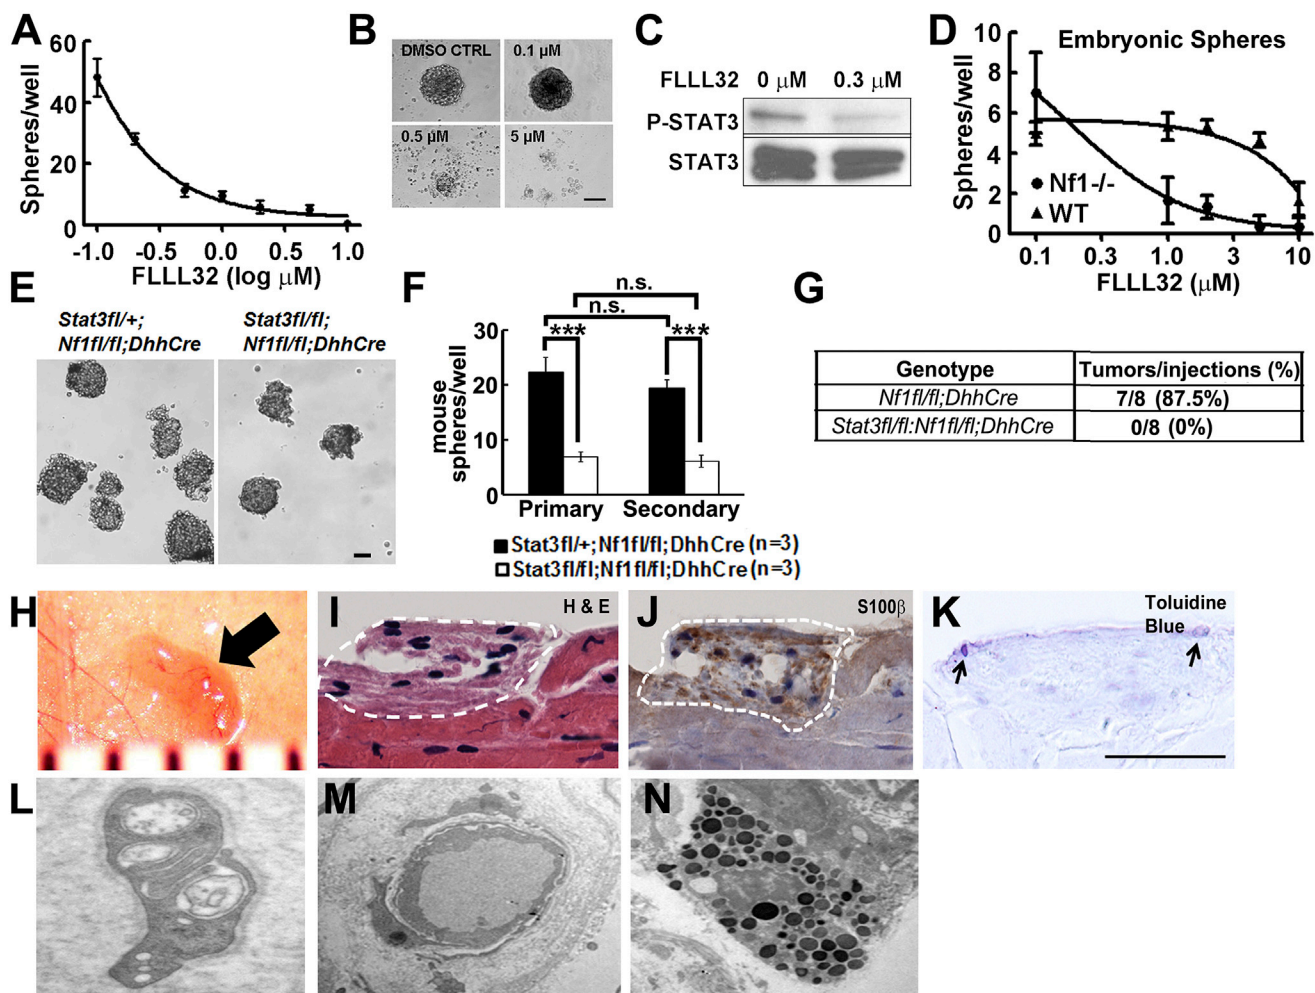 A
60
40
20
0
Spheres/well
-1.0 -0.5 0.0 0.5 1.0
FLLL32 (log μM)
B
DMSO CTRL
0.1 μM
0.5 μM
5 μM
C
FLLL32 0 μM 0.3 μM
P-STAT3
STAT3
D
Embryonic Spheres
10
8
6
4
2
0
Spheres/well
Nf1-/-
WT
0.1 0.3 1.0 3 10
FLLL32 (μM)
E
Stat3fl/+;
Nf1fl/fl;DhhCre
Stat3fl/fl;
Nf1fl/fl;DhhCre
F
n.s.
n.s.
*** ***
30
20
10
0
mouse
spheres/well
Primary Secondary
Stat3fl/+;Nf1fl/fl;DhhCre (n=3)
Stat3fl/fl;Nf1fl/fl;DhhCre (n=3)
G
Genotype Tumors/injections (%)
Nf1fl/fl;DhhCre 7/8 (87.5%)
Stat3fl/fl:Nf1fl/fl;DhhCre 0/8 (0%)
H
I
H & E
J
S100β
K
Toluidine
Blue
L
M
N